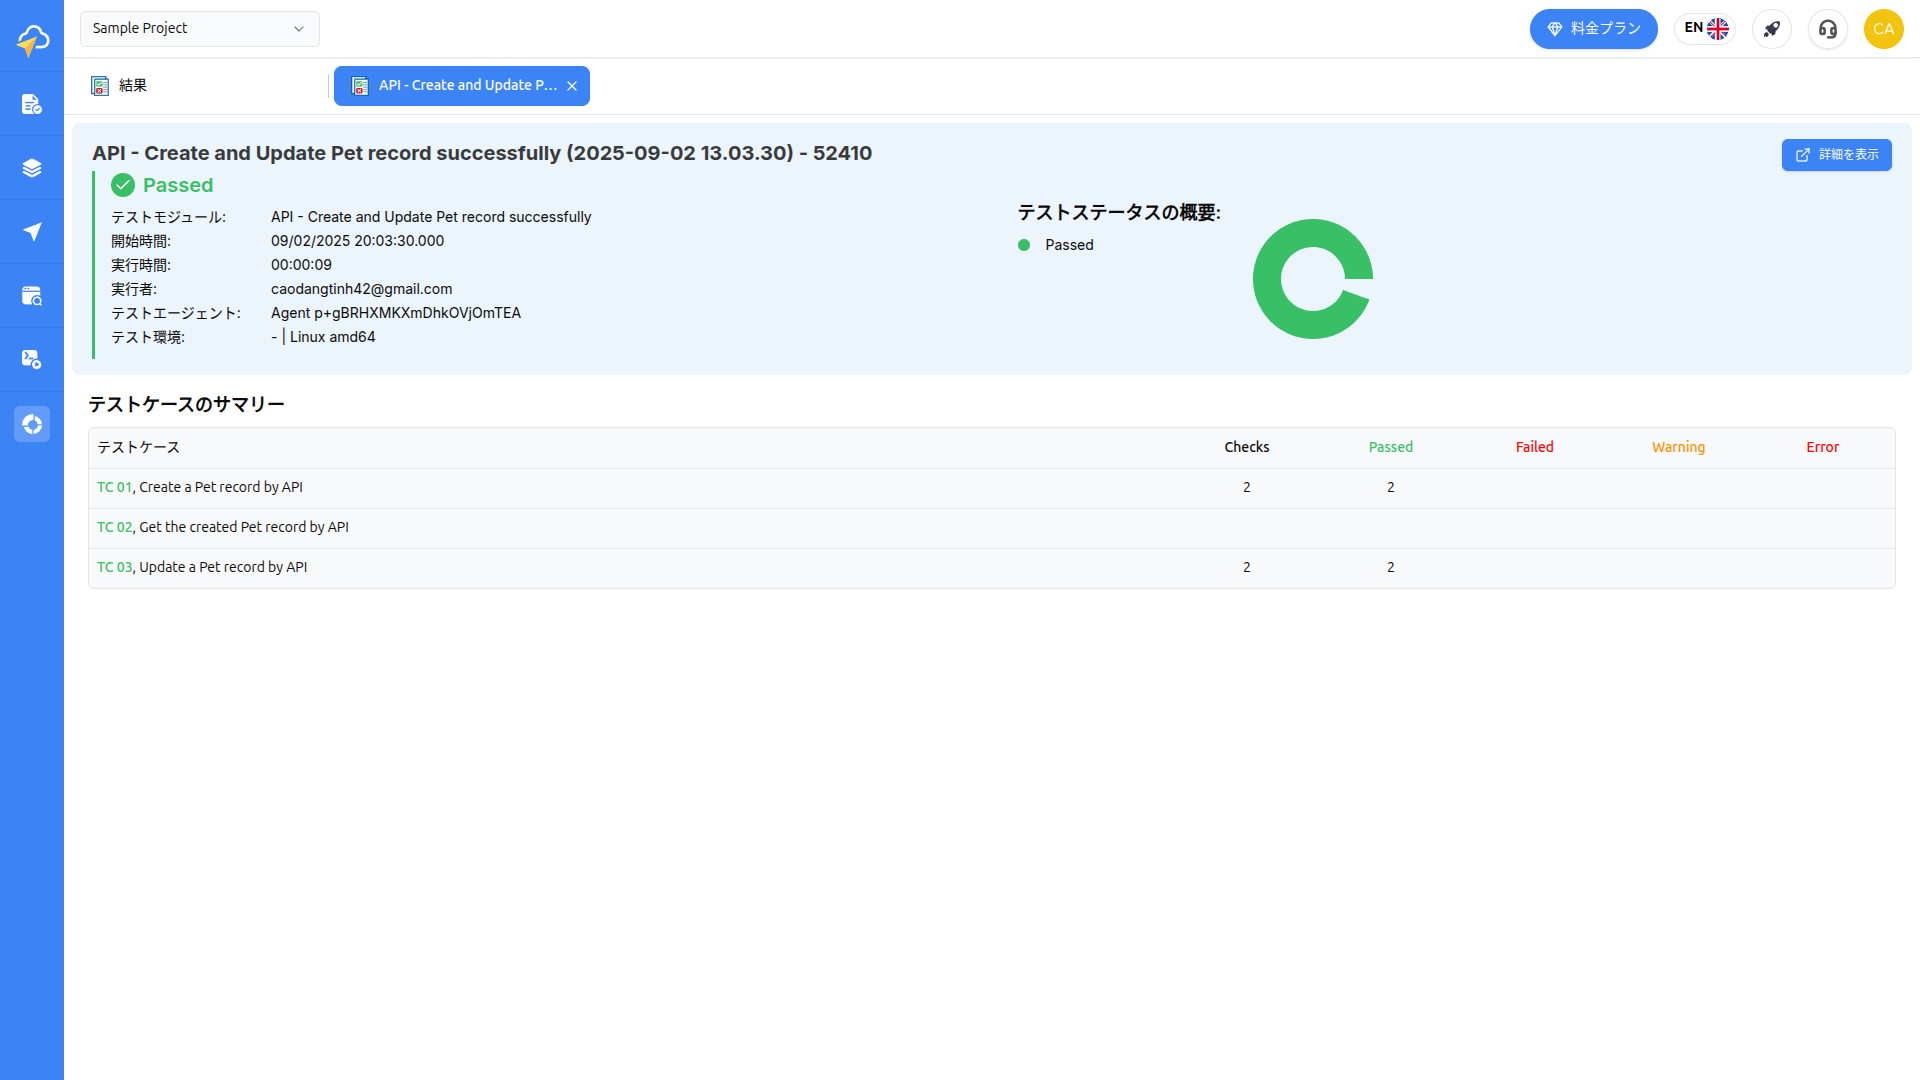 Sample Project
料金プラン
EN
CA
結果
API - Create and Update P...
API - Create and Update Pet record successfully (2025-09-02 13.03.30) - 52410
詳細を表示
Passed
テストモジュール: API - Create and Update Pet record successfully
開始時間: 09/02/2025 20:03:30.000
実行時間: 00:00:09
実行者: caodangtinh42@gmail.com
テストエージェント: Agent p+gBRHXMKXmDhkOVjOmTEA
テスト環境: - | Linux amd64
テストステータスの概要:
Passed
テストケースのサマリー
テストケース Checks Passed Failed Warning Error
TC 01, Create a Pet record by API 2 2
TC 02, Get the created Pet record by API
TC 03, Update a Pet record by API 2 2